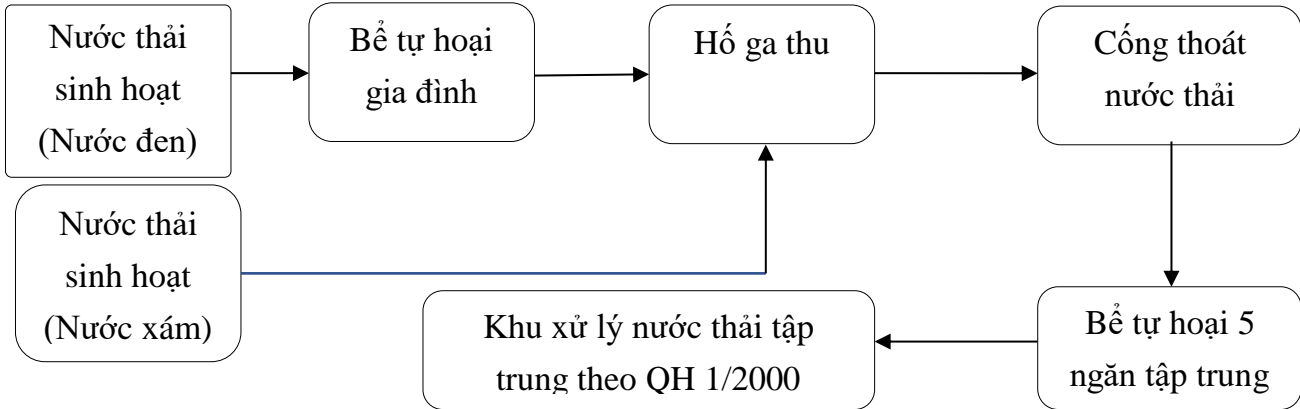 Nước thải
sinh hoạt
(Nước đen)
Bể tự hoại
gia đình
Hố ga thu
Cống thoát
nước thải
Nước thải
sinh hoạt
(Nước xám)
Khu xử lý nước thải tập
trung theo QH 1/2000
Bể tự hoại 5
ngăn tập trung